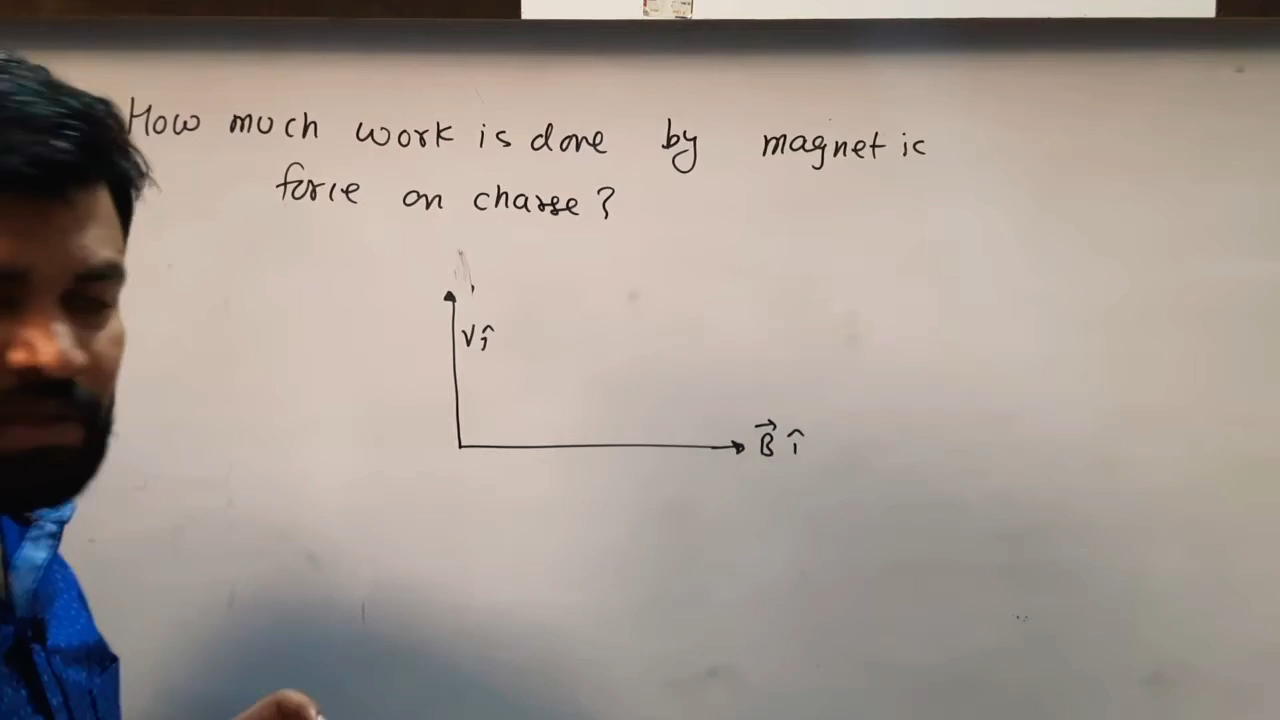 How much work is done by magnetic
force on charge?
vĵ
B⃗ î